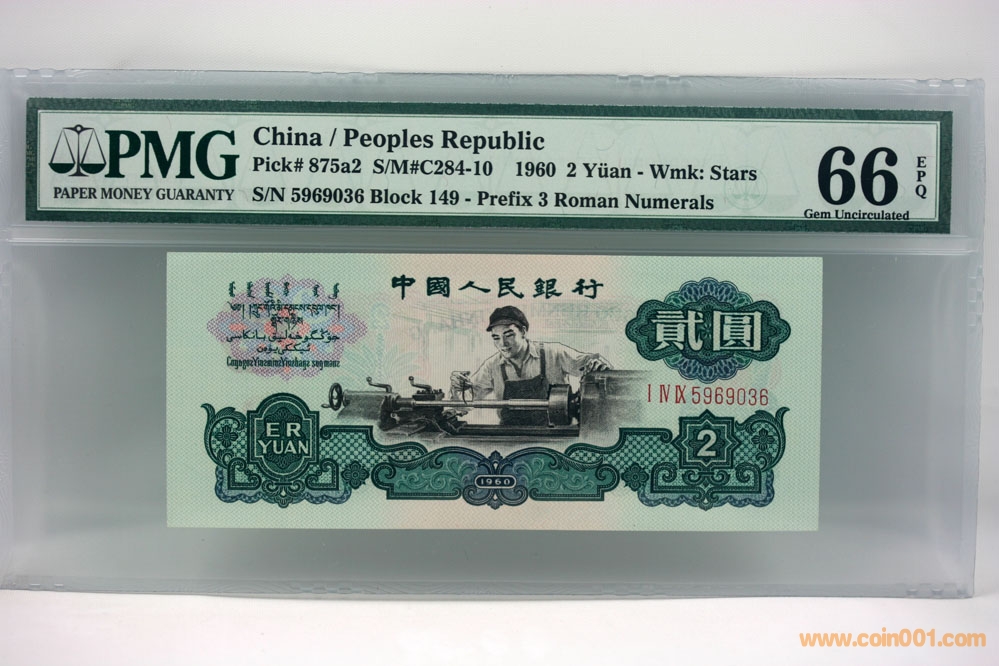 PMG
PAPER MONEY GUARANTY
China / Peoples Republic
Pick# 875a2 S/M#C284-10 1960 2 Yüan - Wmk: Stars
S/N 5969036 Block 149 - Prefix 3 Roman Numerals
66
EPQ
Gem Uncirculated
中國人民銀行
貳圓
I IV IX 5969036
ER
YUAN
2
1960
www.coin001.com